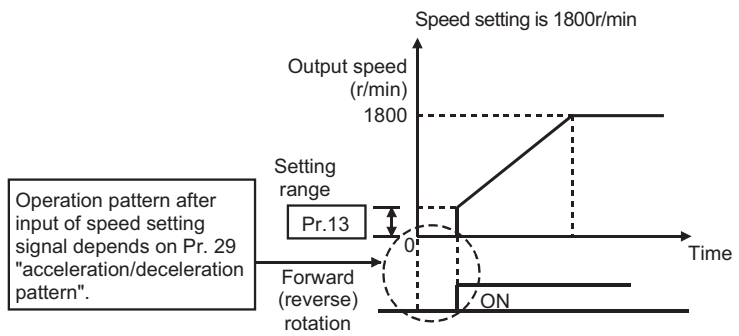 Speed setting is 1800r/min
Output speed
(r/min)
1800
Setting
range
Pr.13
0
Time
Operation pattern after
input of speed setting
signal depends on Pr. 29
"acceleration/deceleration
pattern".
Forward
(reverse)
rotation
ON